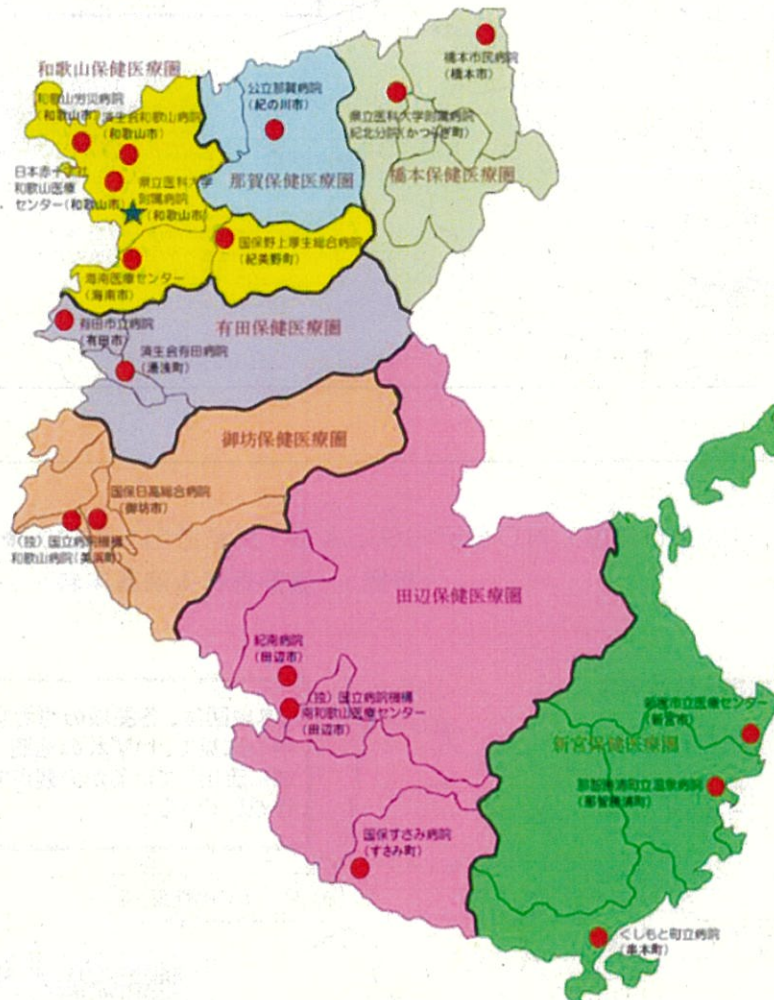 和歌山保健医療圏
和歌山労災病院
(和歌山市)
済生会和歌山病院
(和歌山市)
日本赤十字社
和歌山医療
センター(和歌山市)
県立医科大学
附属病院
(和歌山市)
海南医療センター
(海南市)
国保野上厚生総合病院
(紀美野町)
公立那賀病院
(紀の川市)
那賀保健医療圏
橋本市民病院
(橋本市)
県立医科大学附属病院
紀北分院(かつらぎ町)
橋本保健医療圏
有田市立病院
(有田市)
有田保健医療圏
済生会有田病院
(湯浅町)
御坊保健医療圏
国保日高総合病院
(御坊市)
(独)国立病院機構
和歌山病院(美浜町)
田辺保健医療圏
紀南病院
(田辺市)
(独)国立病院機構
南和歌山医療センター
(田辺市)
国保すさみ病院
(すさみ町)
新宮市立医療センター
(新宮市)
新宮保健医療圏
那智勝浦町立温泉病院
(那智勝浦町)
くしもと町立病院
(串本町)